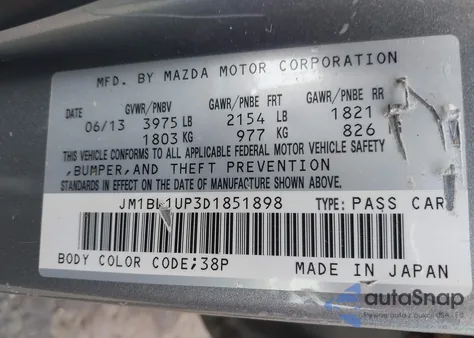 MFD. BY MAZDA MOTOR CORPORATION
DATE GVWR/PNBV GAWR/PNBE FRT GAWR/PNBE RR
06/13 3975 LB 2154 LB 1821
1803 KG 977 KG 826
THIS VEHICLE CONFORMS TO ALL APPLICABLE FEDERAL MOTOR VEHICLE SAFETY
,BUMPER,AND THEFT PREVENTION
STANDARDS IN EFFECT ON THE DATE OF MANUFACTURE SHOWN ABOVE.
TYPE: PASS CAR
BODY COLOR CODE;38P MADE IN JAPAN
autoSnap